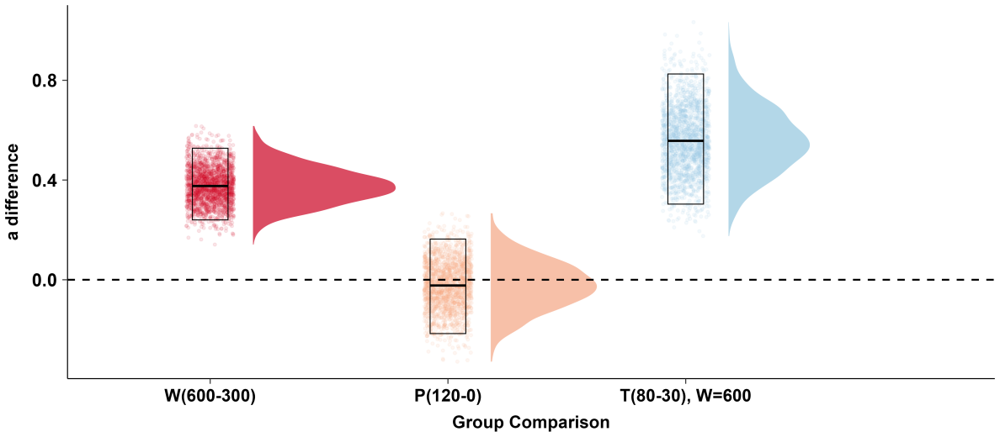 a difference
0.8
0.4
0.0
W(600-300)
P(120-0)
T(80-30), W=600
Group Comparison